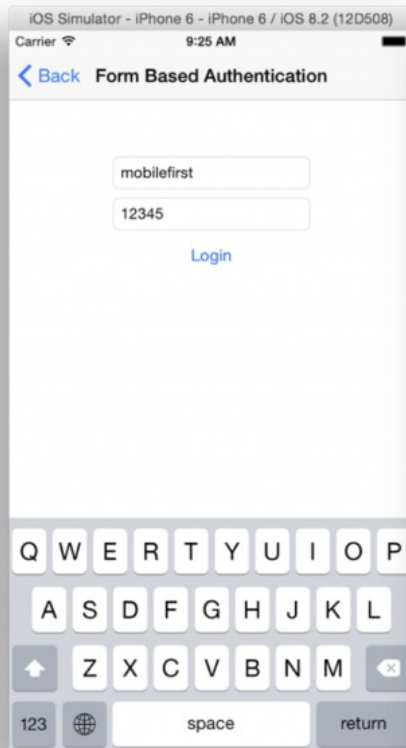 iOS Simulator - iPhone 6 - iPhone 6 / iOS 8.2 (12D508)
Carrier 9:25 AM
Back Form Based Authentication
mobilefirst
12345
Login
Q W E R T Y U I O P
A S D F G H J K L
Z X C V B N M
123 space return